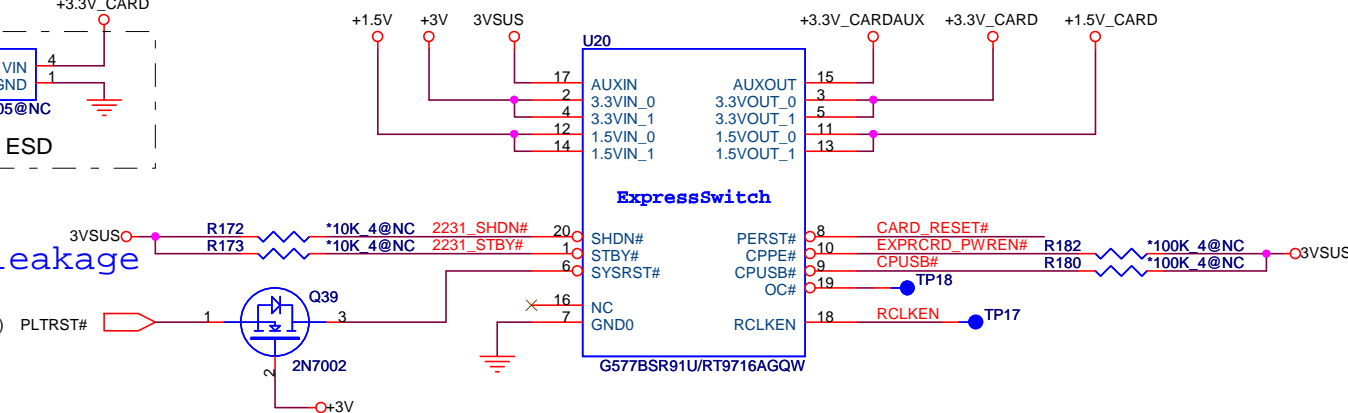 +3.3V_CARD
+1.5V +3V 3VSUS +3.3V_CARDAUX +3.3V_CARD +1.5V_CARD
U20
VIN 4
GND 1
05@NC
ESD
17 AUXIN AUXOUT 15
2 3.3VIN_0 3.3VOUT_0 3
4 3.3VIN_1 3.3VOUT_1 5
12 1.5VIN_0 1.5VOUT_0 11
14 1.5VIN_1 1.5VOUT_1 13
ExpressSwitch
3VSUS R172 *10K_4@NC 2231_SHDN# 20 SHDN# PERST# 8 CARD_RESET#
R173 *10K_4@NC 2231_STBY# 1 STBY# CPPE# 10 EXPRCRD_PWREN# R182 *100K_4@NC 3VSUS
leakage
6 SYSRST# CPUSB# 9 CPUSB# R180 *100K_4@NC
OC# 19 TP18
Q39
16 NC
) PLTRST# 1 3 7 GND0 RCLKEN 18 RCLKEN TP17
2N7002 G577BSR91U/RT9716AGQW
2
+3V